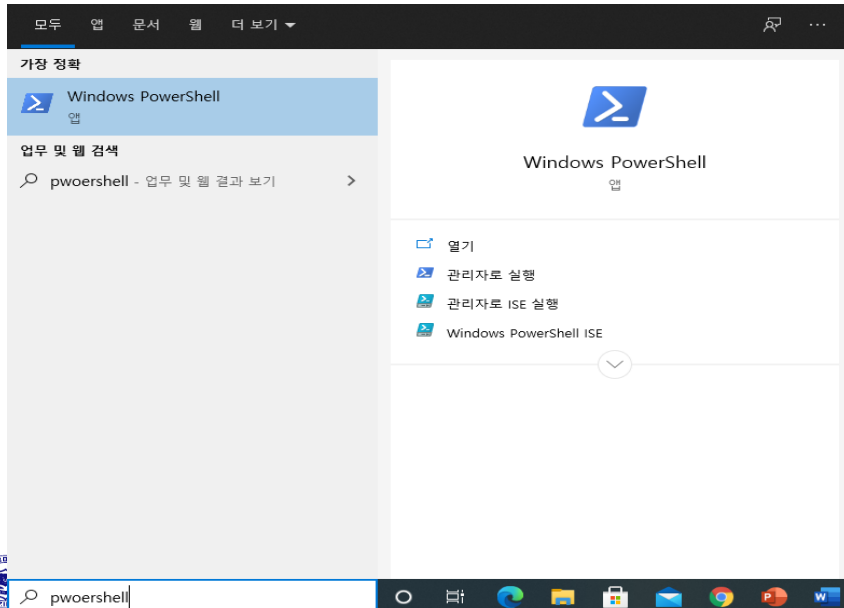 모두 앱 문서 웹 더 보기
가장 정확
Windows PowerShell
앱
업무 및 웹 검색
pwoershell - 업무 및 웹 결과 보기
Windows PowerShell
앱
열기
관리자로 실행
관리자로 ISE 실행
Windows PowerShell ISE
pwoershell